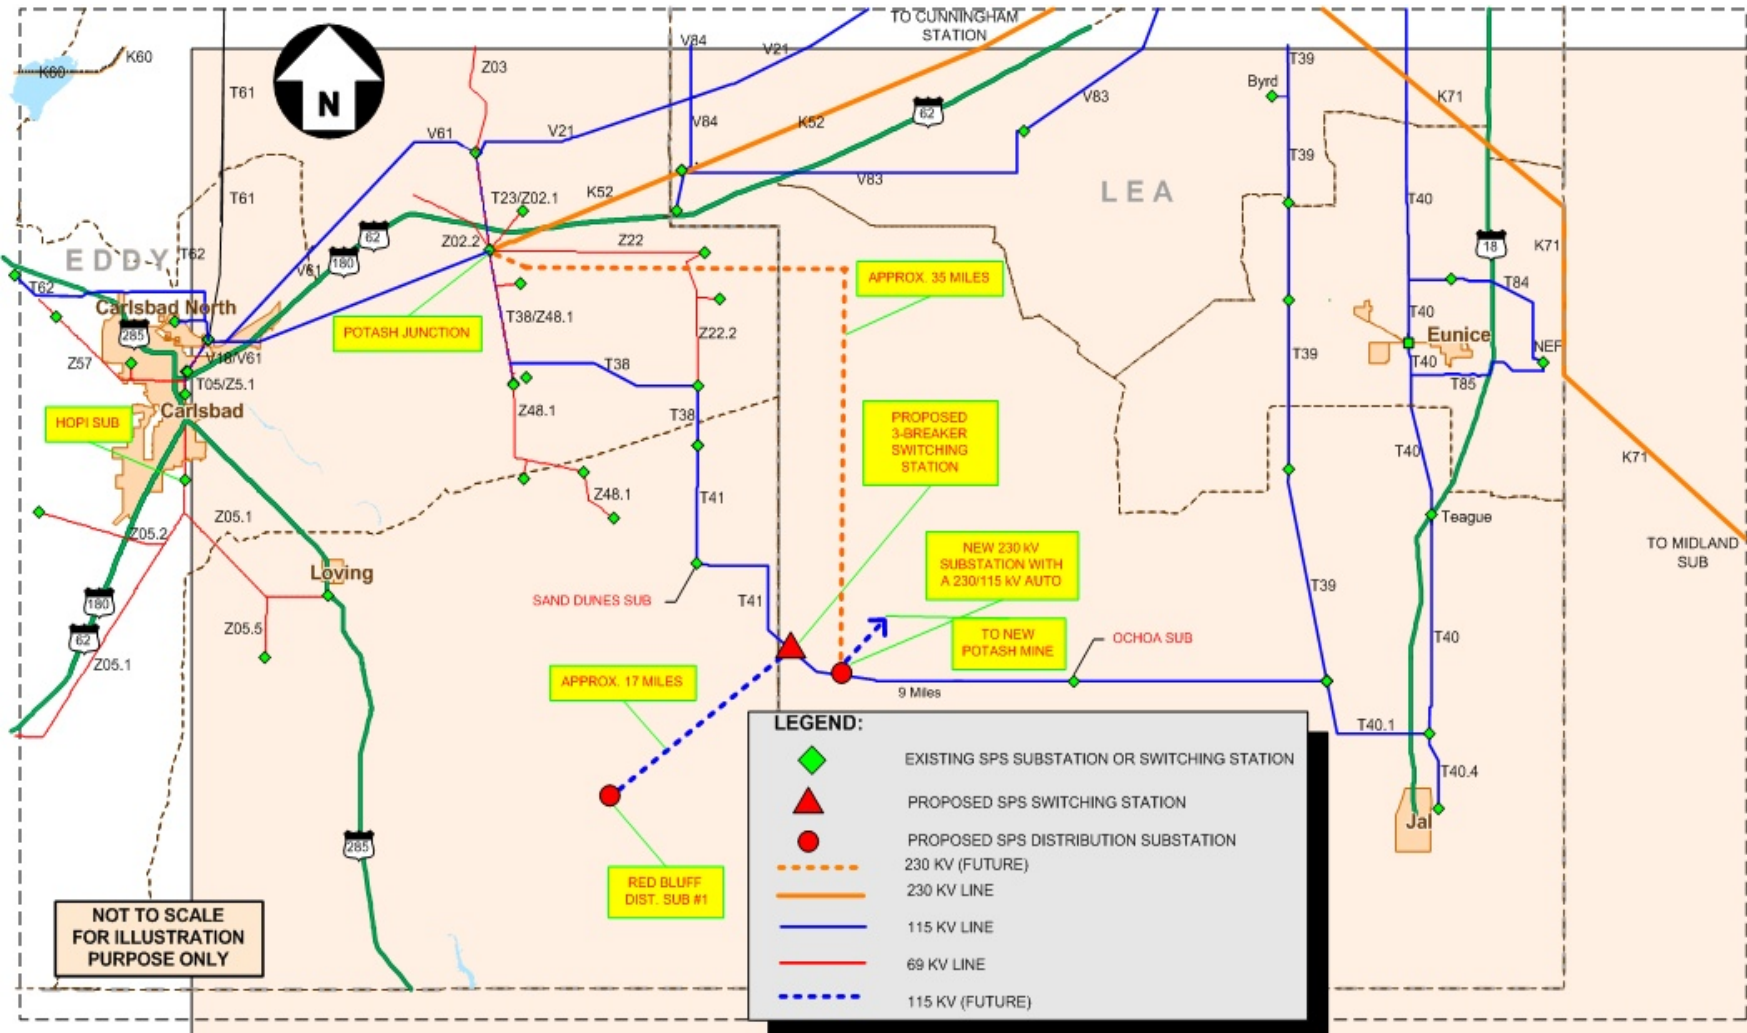 TO CUNNINGHAM
STATION
K60
K60
T61
Z03
V84
V21
T39
Byrd
K71
V83
N
V61
V21
V84
K52
62
T39
V83
LEA
T61
T23/Z02.1
K52
T40
18
K71
EDDY
T62
62
180
V61
Z02.2
Z22
APPROX. 35 MILES
T62
T84
Carlsbad North
285
POTASH JUNCTION
T38/Z48.1
Z22.2
T40
Eunice
NEF
Z57
V18/V61
T05/Z5.1
T38
T39
T40
T85
Carlsbad
HOPI SUB
Z48.1
T38
PROPOSED
3-BREAKER
SWITCHING
STATION
T40
K71
Z48.1
T41
Z05.1
Z05.2
Teague
TO MIDLAND
SUB
NEW 230 kV
SUBSTATION WITH
A 230/115 kV AUTO
Loving
SAND DUNES SUB
T41
T39
180
62
Z05.5
Z05.1
TO NEW
POTASH MINE
OCHOA SUB
T40
APPROX. 17 MILES
9 Miles
T40.1
T40.4
Jal
285
RED BLUFF
DIST. SUB #1
NOT TO SCALE
FOR ILLUSTRATION
PURPOSE ONLY
LEGEND:
EXISTING SPS SUBSTATION OR SWITCHING STATION
PROPOSED SPS SWITCHING STATION
PROPOSED SPS DISTRIBUTION SUBSTATION
230 KV (FUTURE)
230 KV LINE
115 KV LINE
69 KV LINE
115 KV (FUTURE)